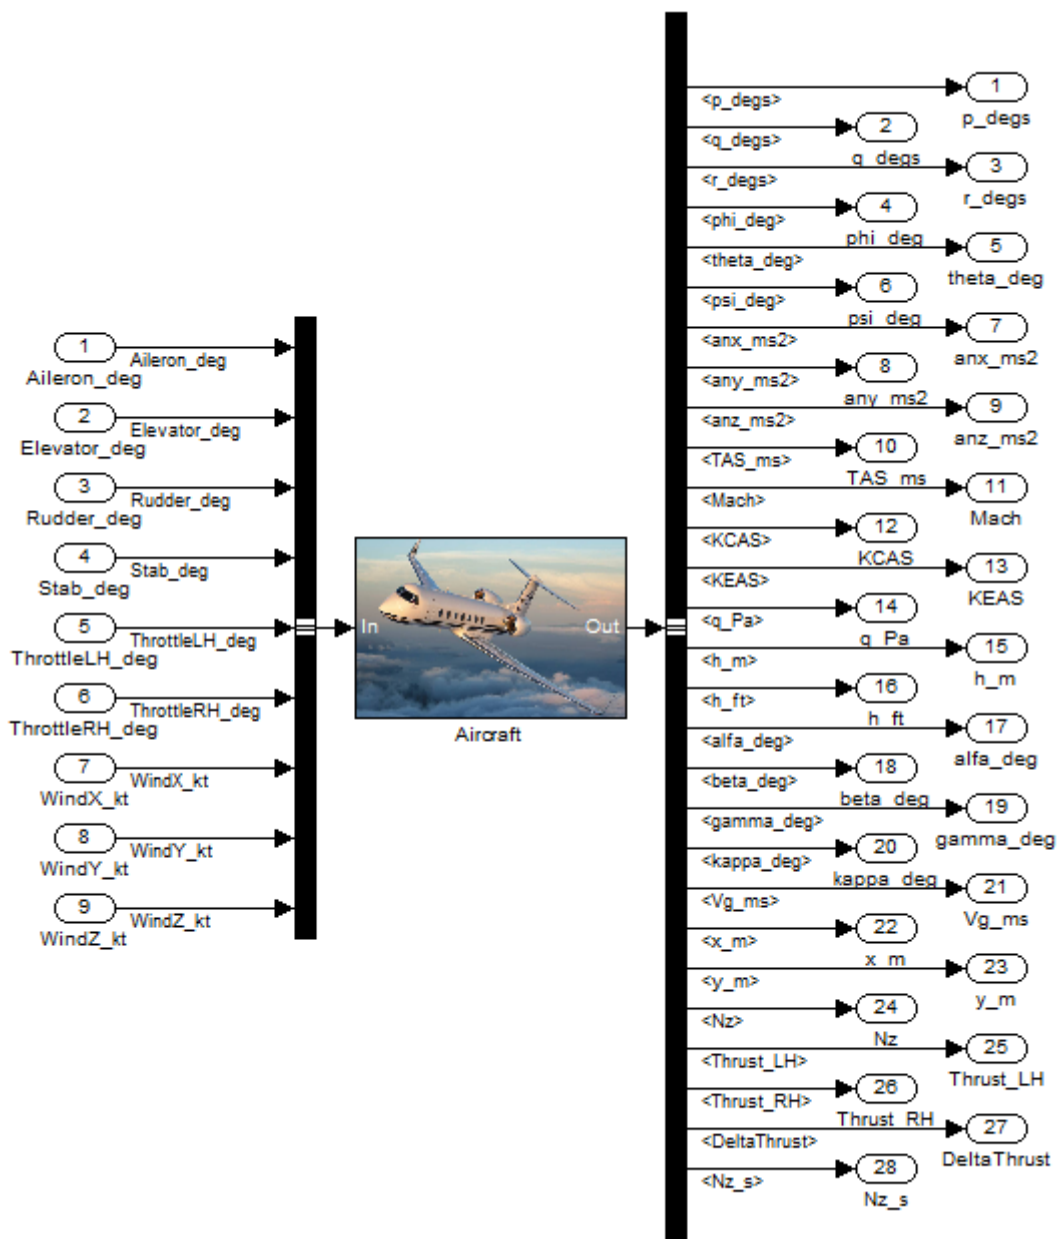 1
Aileron_deg
Aileron_deg
2
Elevator_deg
Elevator_deg
3
Rudder_deg
Rudder_deg
4
Stab_deg
Stab_deg
5
ThrottleLH_deg
ThrottleLH_deg
6
ThrottleRH_deg
ThrottleRH_deg
7
WindX_kt
WindX_kt
8
WindY_kt
WindY_kt
9
WindZ_kt
WindZ_kt
In
Out
Aircraft
<p_degs>
1
p_degs
<q_degs>
2
q_degs
<r_degs>
3
r_degs
<phi_deg>
4
phi_deg
<theta_deg>
5
theta_deg
<psi_deg>
6
psi_deg
<anx_ms2>
7
anx_ms2
<any_ms2>
8
any_ms2
<anz_ms2>
9
anz_ms2
<TAS_ms>
10
TAS_ms
<Mach>
11
Mach
<KCAS>
12
KCAS
<KEAS>
13
KEAS
<q_Pa>
14
q_Pa
<h_m>
15
h_m
<h_ft>
16
h_ft
<alfa_deg>
17
alfa_deg
<beta_deg>
18
beta_deg
<gamma_deg>
19
gamma_deg
<kappa_deg>
20
kappa_deg
<Vg_ms>
21
Vg_ms
<x_m>
22
x_m
<y_m>
23
y_m
<Nz>
24
Nz
<Thrust_LH>
25
Thrust_LH
<Thrust_RH>
26
Thrust_RH
<DeltaThrust>
27
DeltaThrust
<Nz_s>
28
Nz_s